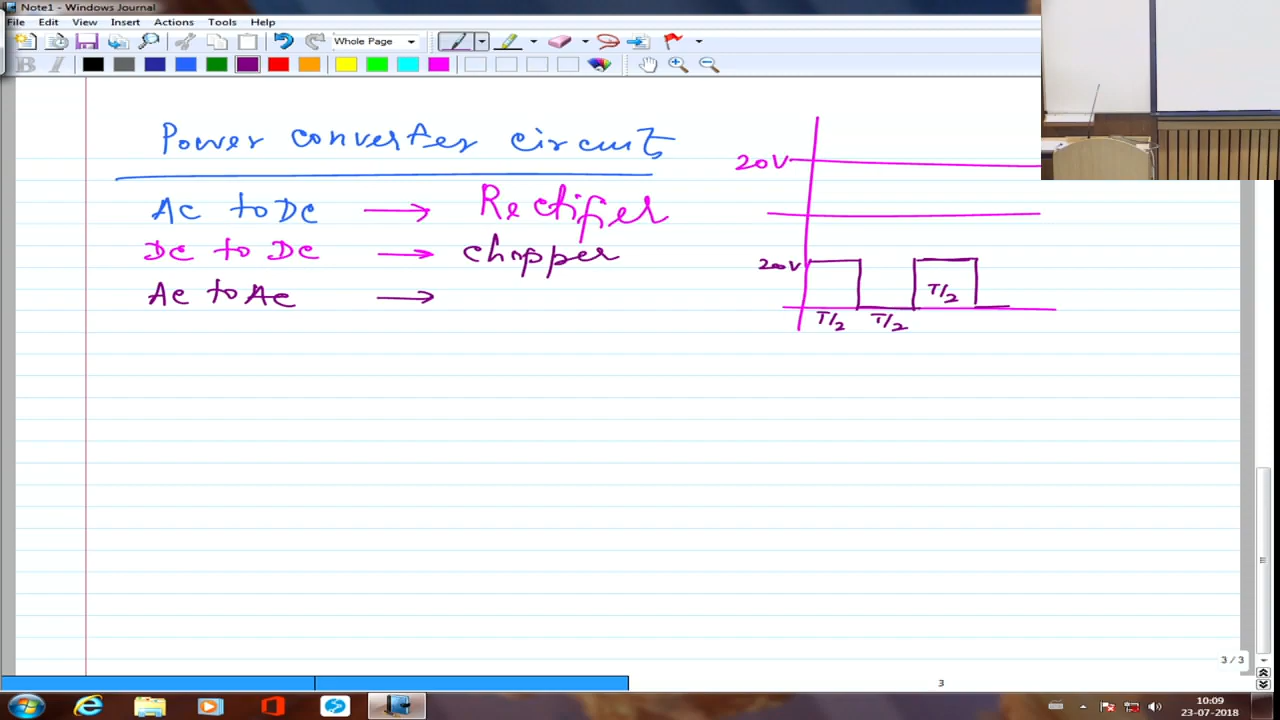 Note1 - Windows Journal
File Edit View Insert Actions Tools Help
Whole Page
B I
Power converter circuits
AC to DC → Rectifier
DC to DC → chopper
AC to AC →
20V
20V
T/2 T/2 T/2
3 / 3
3
10:09
23-07-2018